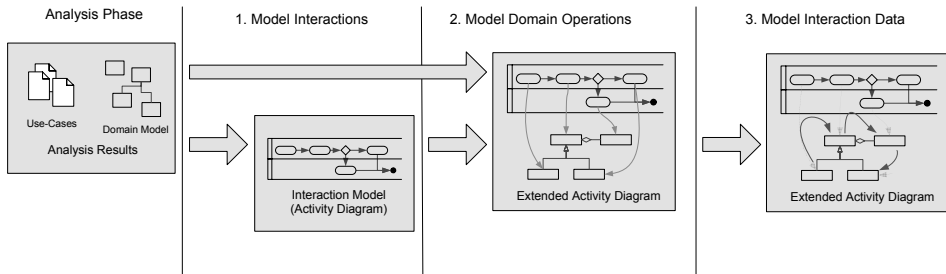 Analysis Phase
1. Model Interactions
2. Model Domain Operations
3. Model Interaction Data
Use-Cases
Domain Model
Analysis Results
Interaction Model
(Activity Diagram)
Extended Activity Diagram
Extended Activity Diagram